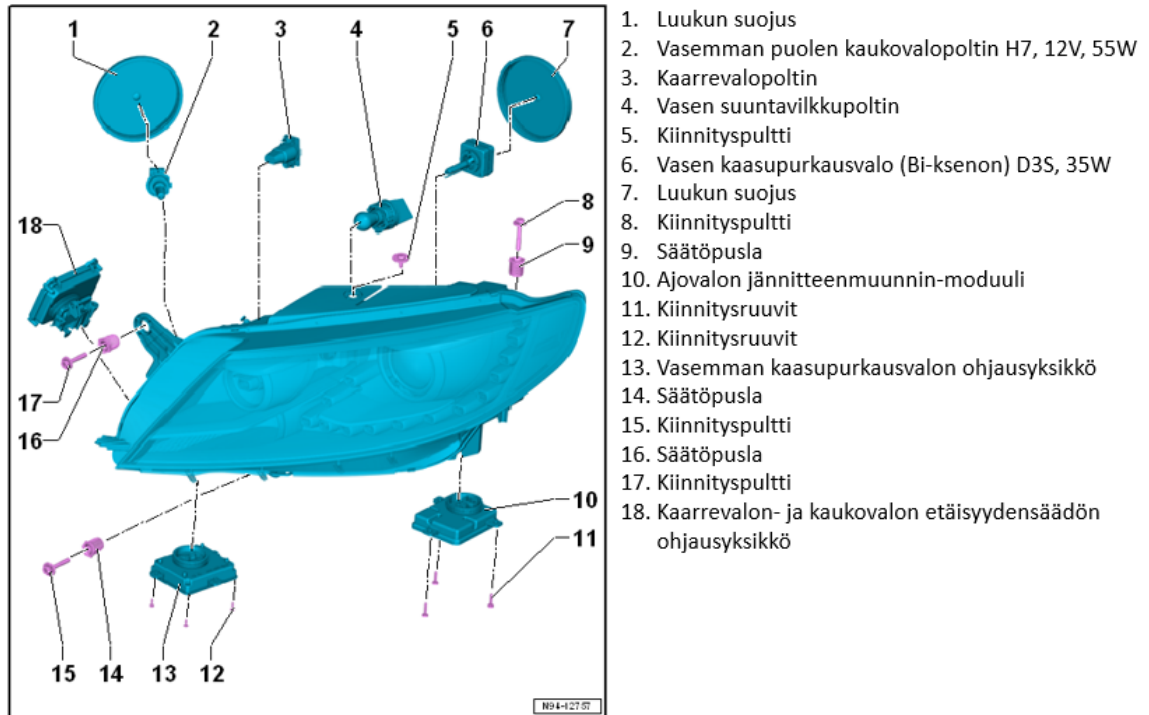 1
2
3
4
5
6
7
18
8
9
17
16
10
11
15
14
13
12
N94-12767
1. Luukun suojus
2. Vasemman puolen kaukovalopoltin H7, 12V, 55W
3. Kaarrevalopoltin
4. Vasen suuntavilkkupoltin
5. Kiinnityspultti
6. Vasen kaasupurkausvalo (Bi-ksenon) D3S, 35W
7. Luukun suojus
8. Kiinnityspultti
9. Säätöpusla
10. Ajovalon jännitteenmuunnin-moduuli
11. Kiinnitysruuvit
12. Kiinnitysruuvit
13. Vasemman kaasupurkausvalon ohjausyksikkö
14. Säätöpusla
15. Kiinnityspultti
16. Säätöpusla
17. Kiinnityspultti
18. Kaarrevalon- ja kaukovalon etäisyydensäädön
ohjausyksikkö